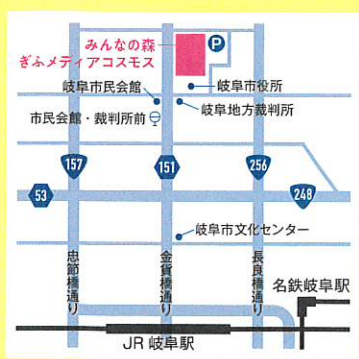 みんなの森
ぎふメディアコスモス
P
岐阜市民会館
岐阜市役所
岐阜地方裁判所
市民会館・裁判所前
157
151
256
53
248
岐阜市文化センター
忠節橋通り
金華橋通り
長良橋通り
名鉄岐阜駅
JR 岐阜駅